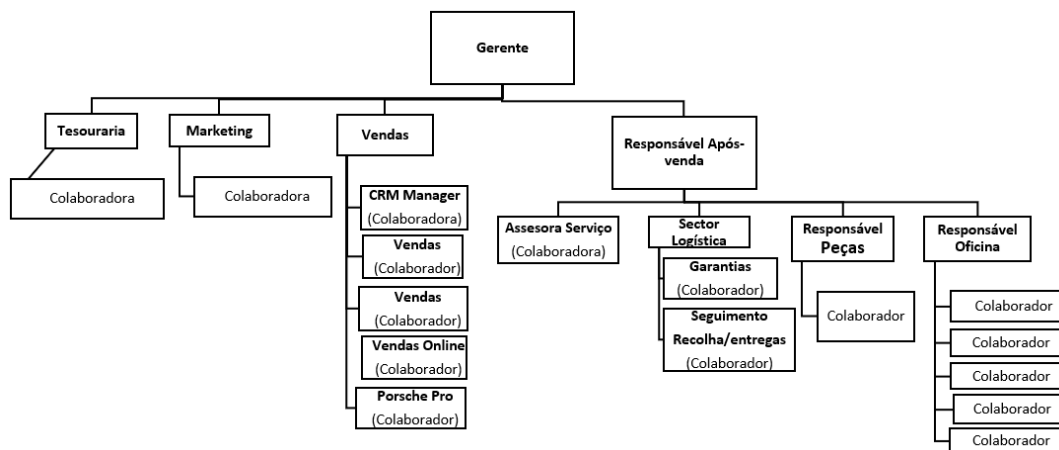 Gerente
Tesouraria
Marketing
Vendas
Responsável Após-
venda
Colaboradora
Colaboradora
CRM Manager
(Colaboradora)
Vendas
(Colaborador)
Vendas
(Colaborador)
Vendas Online
(Colaborador)
Porsche Pro
(Colaborador)
Assesora Serviço
(Colaboradora)
Sector
Logística
Garantias
(Colaborador)
Seguimento
Recolha/entregas
(Colaborador)
Responsável
Peças
Colaborador
Responsável
Oficina
Colaborador
Colaborador
Colaborador
Colaborador
Colaborador